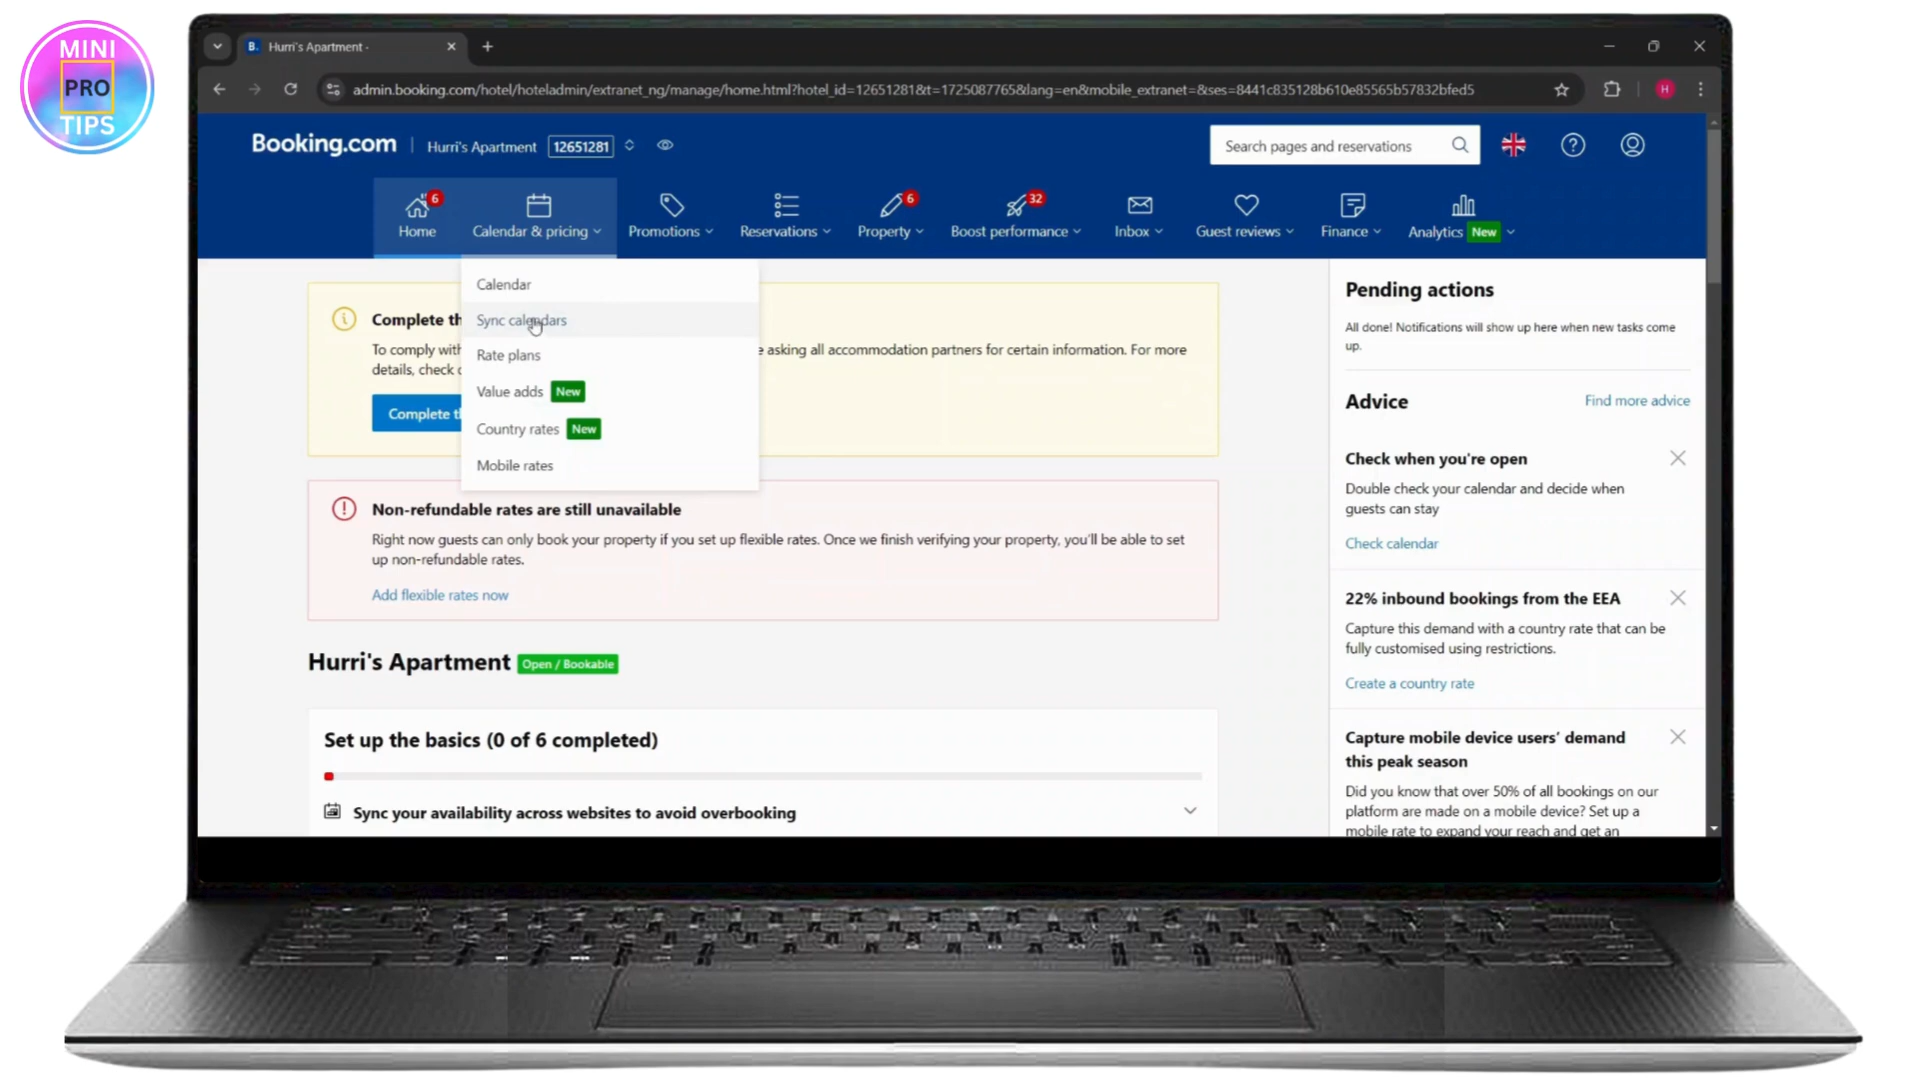 MINI
PRO
TIPS
B. Hurri's Apartment -
admin.booking.com/hotel/hoteladmin/extranet_ng/manage/home.html?hotel_id=12651281&t=1725087765&lang=en&mobile_extranet=&ses=8441c835128b610e85565b57832bfed5
H
Booking.com
Hurri's Apartment 12651281
Search pages and reservations
?
6
6
32
Home
Calendar & pricing
Promotions
Reservations
Property
Boost performance
Inbox
Guest reviews
Finance
Analytics New
Calendar
Sync calendars
Rate plans
Value adds New
Country rates New
Mobile rates
Complete th
To comply with
e asking all accommodation partners for certain information. For more
details, check
Complete th
Non-refundable rates are still unavailable
Right now guests can only book your property if you set up flexible rates. Once we finish verifying your property, you'll be able to set
up non-refundable rates.
Add flexible rates now
Hurri's Apartment Open / Bookable
Set up the basics (0 of 6 completed)
Sync your availability across websites to avoid overbooking
Pending actions
All done! Notifications will show up here when new tasks come
up.
Advice
Find more advice
Check when you're open
Double check your calendar and decide when
guests can stay
Check calendar
22% inbound bookings from the EEA
Capture this demand with a country rate that can be
fully customised using restrictions.
Create a country rate
Capture mobile device users' demand
this peak season
Did you know that over 50% of all bookings on our
platform are made on a mobile device? Set up a
mobile rate to expand your reach and get an